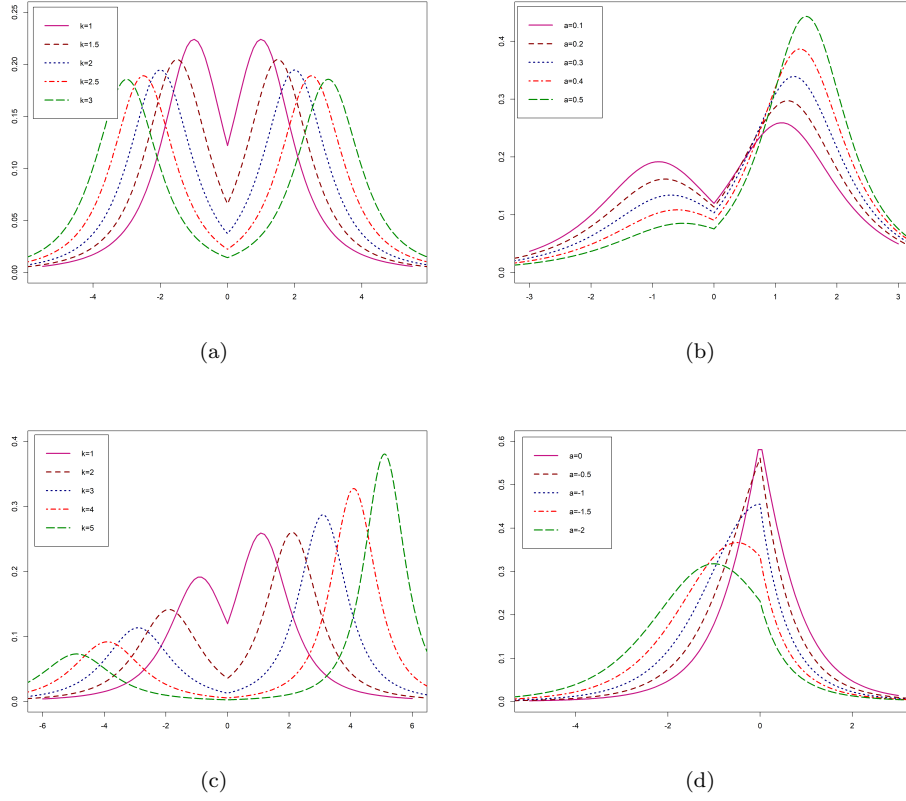 0.25
0.20
0.15
0.10
0.05
0.00
k=1
k=1.5
k=2
k=2.5
k=3
-4 -2 0 2 4
(a)
0.4
0.3
0.2
0.1
0.0
a=0.1
a=0.2
a=0.3
a=0.4
a=0.5
-3 -2 -1 0 1 2 3
(b)
0.4
0.3
0.2
0.1
0.0
k=1
k=2
k=3
k=4
k=5
-6 -4 -2 0 2 4 6
(c)
0.6
0.5
0.4
0.3
0.2
0.1
0.0
a=0
a=-0.5
a=-1
a=-1.5
a=-2
-4 -2 0 2
(d)